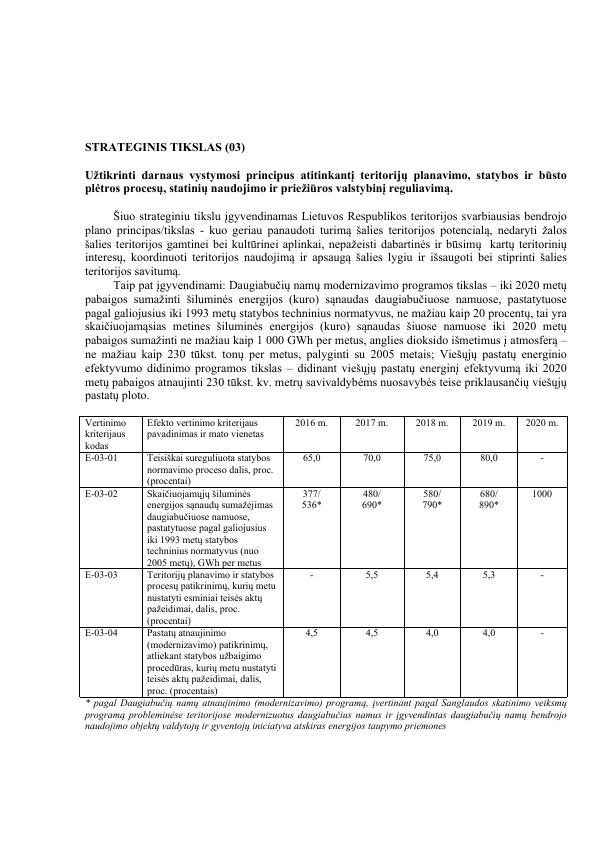 STRATEGINIS TIKSLAS (03)
Užtikrinti darnaus vystymosi principus atitinkantį teritorijų planavimo, statybos ir būsto
plėtros procesų, statinių naudojimo ir priežiūros valstybinį reguliavimą.
Šiuo strateginiu tikslu įgyvendinamas Lietuvos Respublikos teritorijos svarbiausias bendrojo
plano principas/tikslas - kuo geriau panaudoti turimą šalies teritorijos potencialą, nedaryti žalos
šalies teritorijos gamtinei bei kultūrinei aplinkai, nepažeisti dabartinės ir būsimų kartų teritorinių
interesų, koordinuoti teritorijos naudojimą ir apsaugą šalies lygiu ir išsaugoti bei stiprinti šalies
teritorijos savitumą.
Taip pat įgyvendinami: Daugiabučių namų modernizavimo programos tikslas – iki 2020 metų
pabaigos sumažinti šiluminės energijos (kuro) sąnaudas daugiabučiuose namuose, pastatytuose
pagal galiojusius iki 1993 metų statybos techninius normatyvus, ne mažiau kaip 20 procentų, tai yra
skaičiuojamąsias metines šiluminės energijos (kuro) sąnaudas šiuose namuose iki 2020 metų
pabaigos sumažinti ne mažiau kaip 1 000 GWh per metus, anglies dioksido išmetimus į atmosferą –
ne mažiau kaip 230 tūkst. tonų per metus, palyginti su 2005 metais; Viešųjų pastatų energinio
efektyvumo didinimo programos tikslas – didinant viešųjų pastatų energinį efektyvumą iki 2020
metų pabaigos atnaujinti 230 tūkst. kv. metrų savivaldybėms nuosavybės teise priklausančių viešųjų
pastatų ploto.
Vertinimo
kriterijaus
kodas
Efekto vertinimo kriterijaus
pavadinimas ir mato vienetas
2016 m.
2017 m.
2018 m.
2019 m.
2020 m.
E-03-01
Teisiškai sureguliuota statybos
normavimo proceso dalis, proc.
(procentai)
65,0
70,0
75,0
80,0
-
E-03-02
Skaičiuojamųjų šiluminės
energijos sąnaudų sumažėjimas
daugiabučiuose namuose,
pastatytuose pagal galiojusius
iki 1993 metų statybos
techninius normatyvus (nuo
2005 metų), GWh per metus
377/
536*
480/
690*
580/
790*
680/
890*
1000
E-03-03
Teritorijų planavimo ir statybos
procesų patikrinimų, kurių metu
nustatyti esminiai teisės aktų
pažeidimai, dalis, proc.
(procentai)
-
5,5
5,4
5,3
-
E-03-04
Pastatų atnaujinimo
(modernizavimo) patikrinimų,
atliekant statybos užbaigimo
procedūras, kurių metu nustatyti
teisės aktų pažeidimai, dalis,
proc. (procentais)
4,5
4,5
4,0
4,0
-
* pagal Daugiabučių namų atnaujinimo (modernizavimo) programą, įvertinant pagal Sanglaudos skatinimo veiksmų
programą probleminėse teritorijose modernizuotus daugiabučius namus ir įgyvendintas daugiabučių namų bendrojo
naudojimo objektų valdytojų ir gyventojų iniciatyva atskiras energijos taupymo priemones